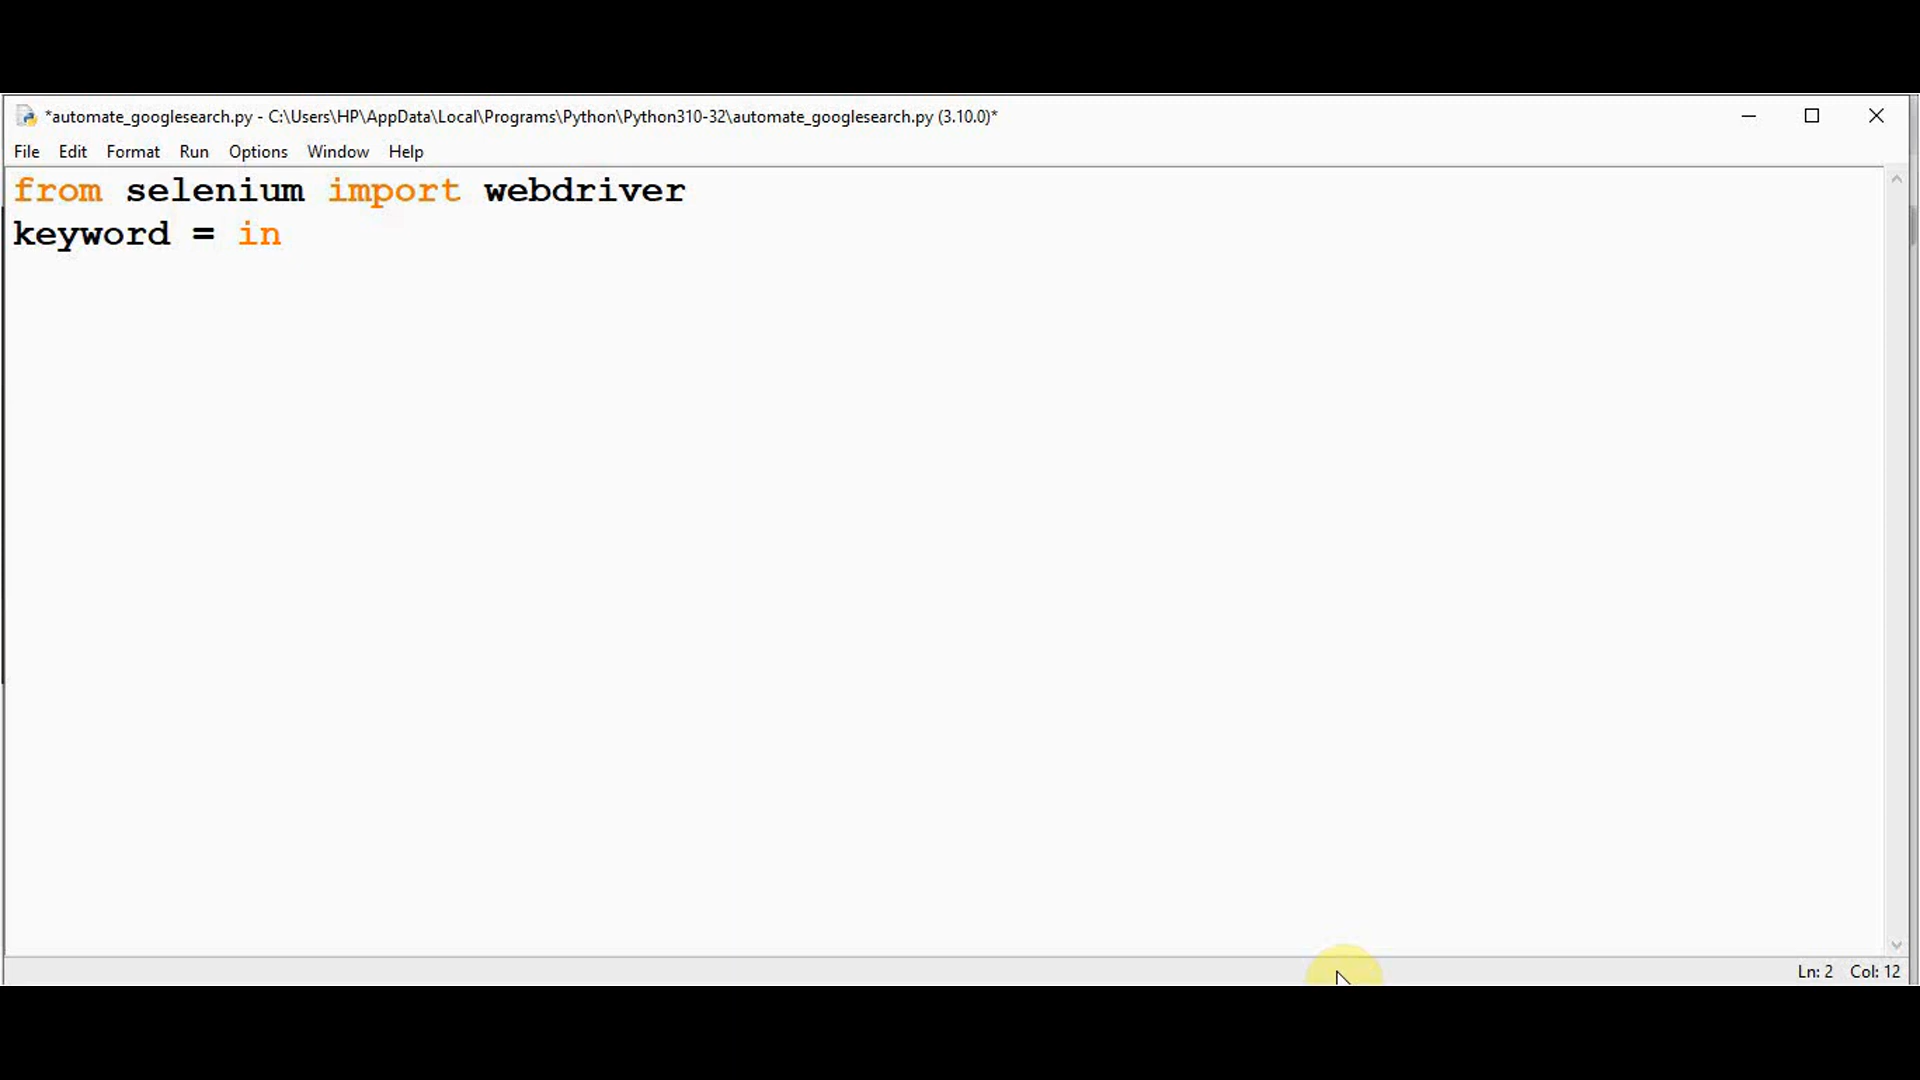 *automate_googlesearch.py - C:\Users\HP\AppData\Local\Programs\Python\Python310-32\automate_googlesearch.py (3.10.0)*
File Edit Format Run Options Window Help
from selenium import webdriver
keyword = in
Ln: 2 Col: 12